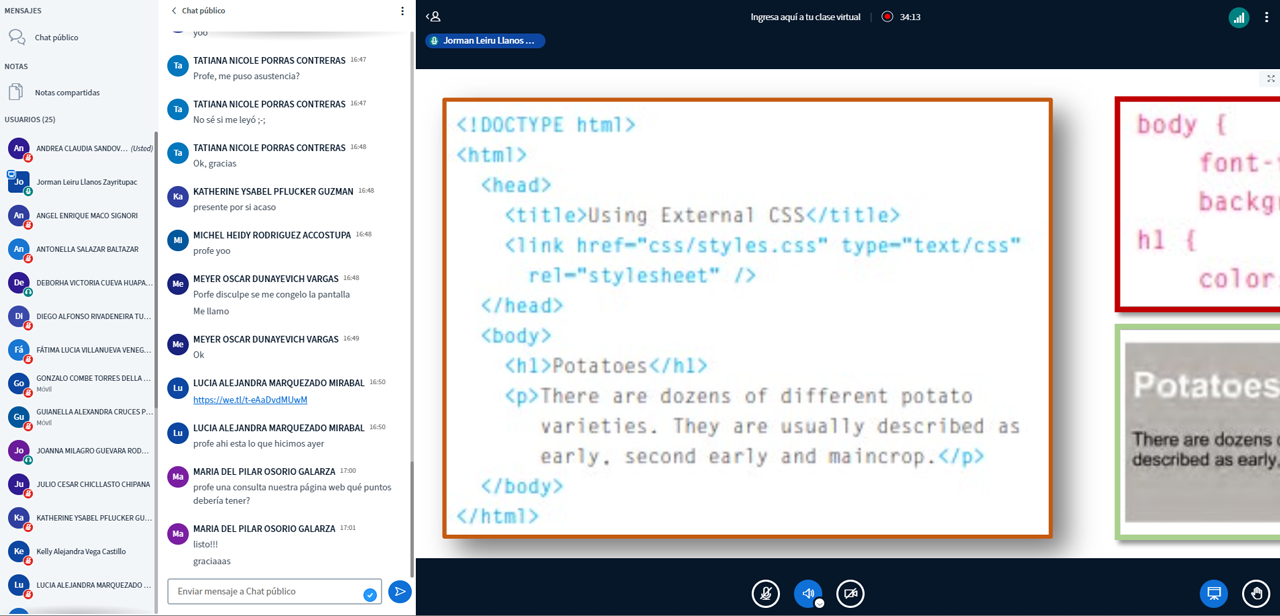 MENSAJES
Chat público
NOTAS
Notas compartidas
USUARIOS (25)
An
ANDREA CLAUDIA SANDOV... (Usted)
Jo
Jorman Leiru Llanos Zayritupac
An
ANGEL ENRIQUE MACO SIGNORI
An
ANTONELLA SALAZAR BALTAZAR
De
DEBORHA VICTORIA CUEVA HUAPA...
Di
DIEGO ALFONSO RIVADENEIRA TU...
Fá
FÁTIMA LUCIA VILLANUEVA VENEG...
Go
GONZALO COMBE TORRES DELLA ...
Móvil
Gu
GUIANELLA ALEXANDRA CRUCES P...
Móvil
Jo
JOANNA MILAGRO GUEVARA ROD...
Ju
JULIO CESAR CHICLLASTO CHIPANA
Ka
KATHERINE YSABEL PFLUCKER GU...
Ke
Kelly Alejandra Vega Castillo
Lu
LUCIA ALEJANDRA MARQUEZADO ...
Chat público
yoo
Ta
TATIANA NICOLE PORRAS CONTRERAS 16:47
Profe, me puso asustencia?
Ta
TATIANA NICOLE PORRAS CONTRERAS 16:47
No sé si me leyó ;-;
Ta
TATIANA NICOLE PORRAS CONTRERAS 16:48
Ok, gracias
Ka
KATHERINE YSABEL PFLUCKER GUZMAN 16:48
presente por si acaso
Mi
MICHEL HEIDY RODRIGUEZ ACCOSTUPA 16:48
profe yoo
Me
MEYER OSCAR DUNAYEVICH VARGAS 16:48
Porfe disculpe se me congelo la pantalla
Me llamo
Me
MEYER OSCAR DUNAYEVICH VARGAS 16:49
Ok
Lu
LUCIA ALEJANDRA MARQUEZADO MIRABAL 16:50
https://we.tl/t-eAaDvdMUwM
Lu
LUCIA ALEJANDRA MARQUEZADO MIRABAL 16:50
profe ahi esta lo que hicimos ayer
Ma
MARIA DEL PILAR OSORIO GALARZA 17:00
profe una consulta nuestra página web qué puntos
debería tener?
Ma
MARIA DEL PILAR OSORIO GALARZA 17:01
listo!!!
graciaaas
Enviar mensaje a Chat público
Ingresa aquí a tu clase virtual
34:13
Jorman Leiru Llanos ...
<!DOCTYPE html>
<html>
<head>
<title>Using External CSS</title>
<link href="css/styles.css" type="text/css"
rel="stylesheet" />
</head>
<body>
<h1>Potatoes</h1>
<p>There are dozens of different potato
varieties. They are usually described as
early, second early and maincrop.</p>
</body>
</html>
body {
font-
backg
h1 {
color:
Potatoes
There are dozens
described as early,